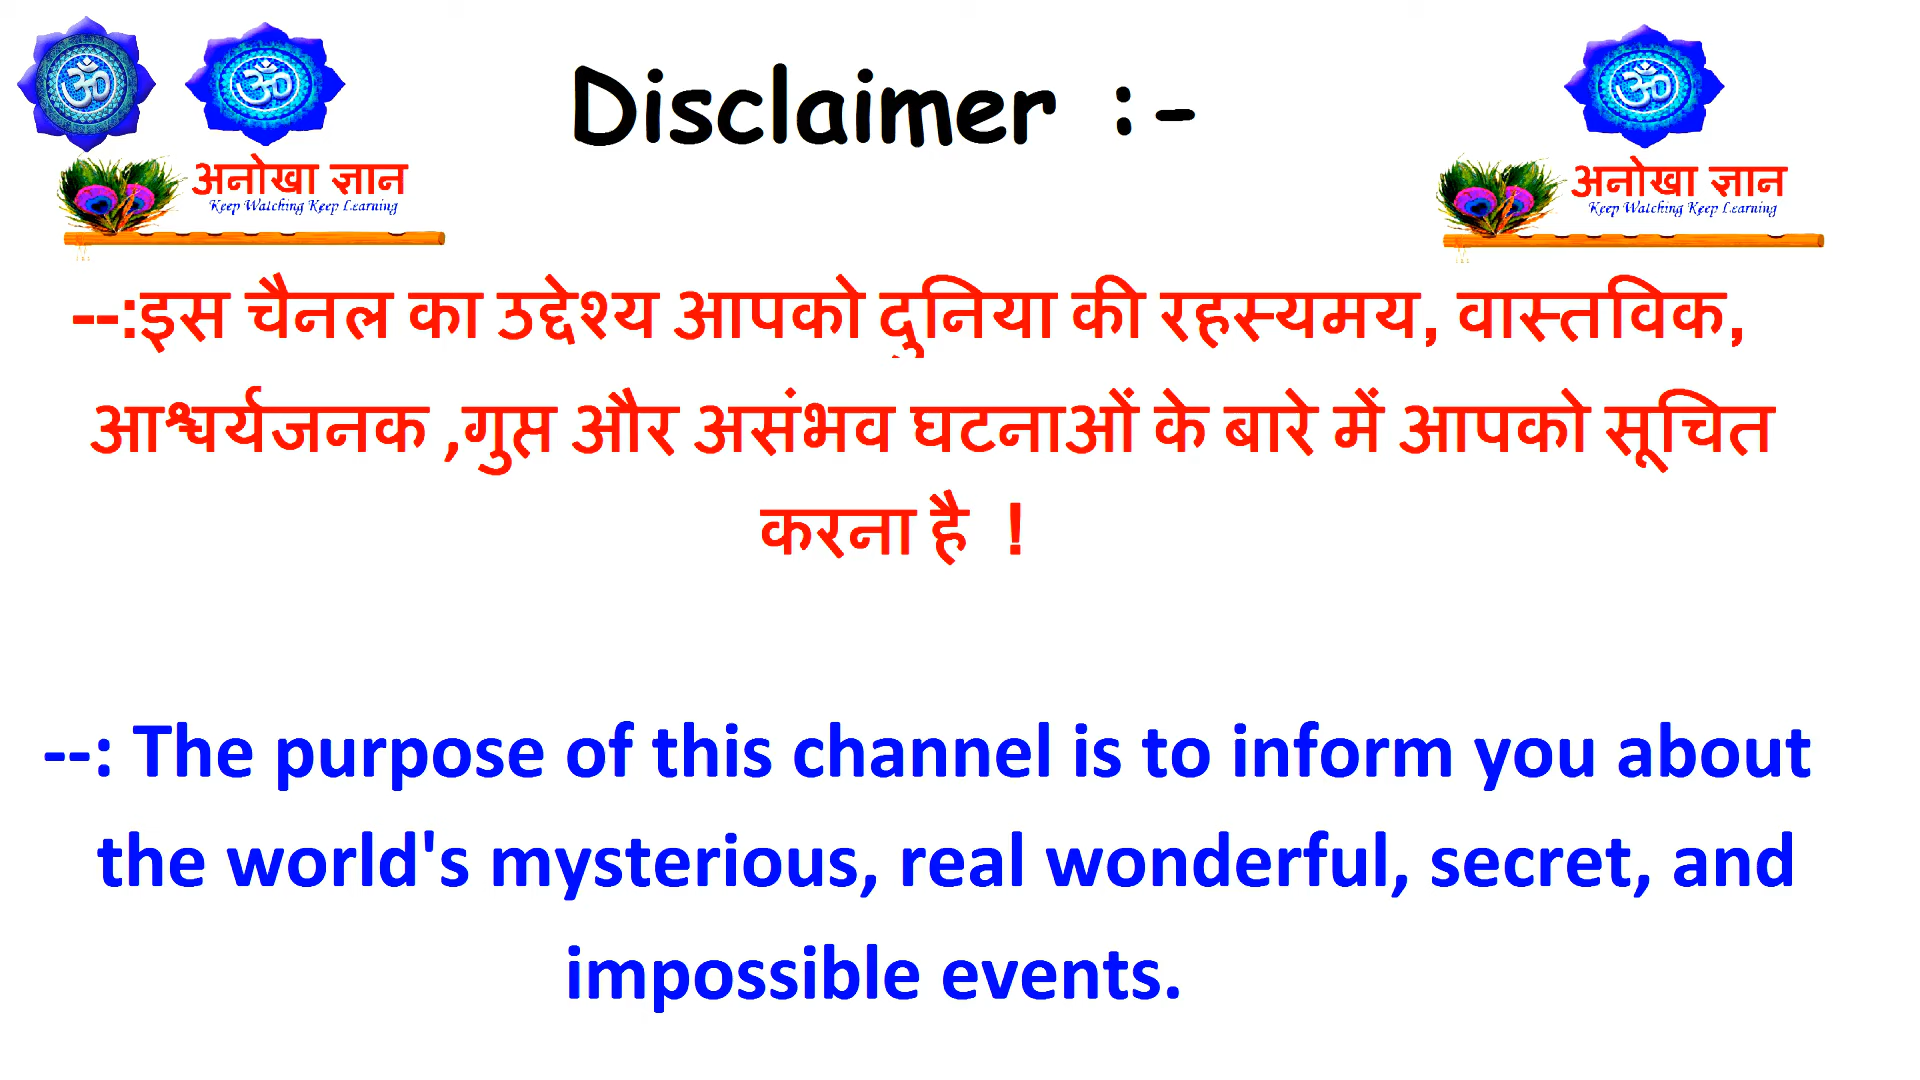 Disclaimer :-
अनोखा ज्ञान
Keep Watching Keep Learning
अनोखा ज्ञान
Keep Watching Keep Learning
--:इस चैनल का उद्देश्य आपको दुनिया की रहस्यमय, वास्तविक,
आश्चर्यजनक ,गुप्त और असंभव घटनाओं के बारे में आपको सूचित
करना है !
--: The purpose of this channel is to inform you about
the world's mysterious, real wonderful, secret, and
impossible events.